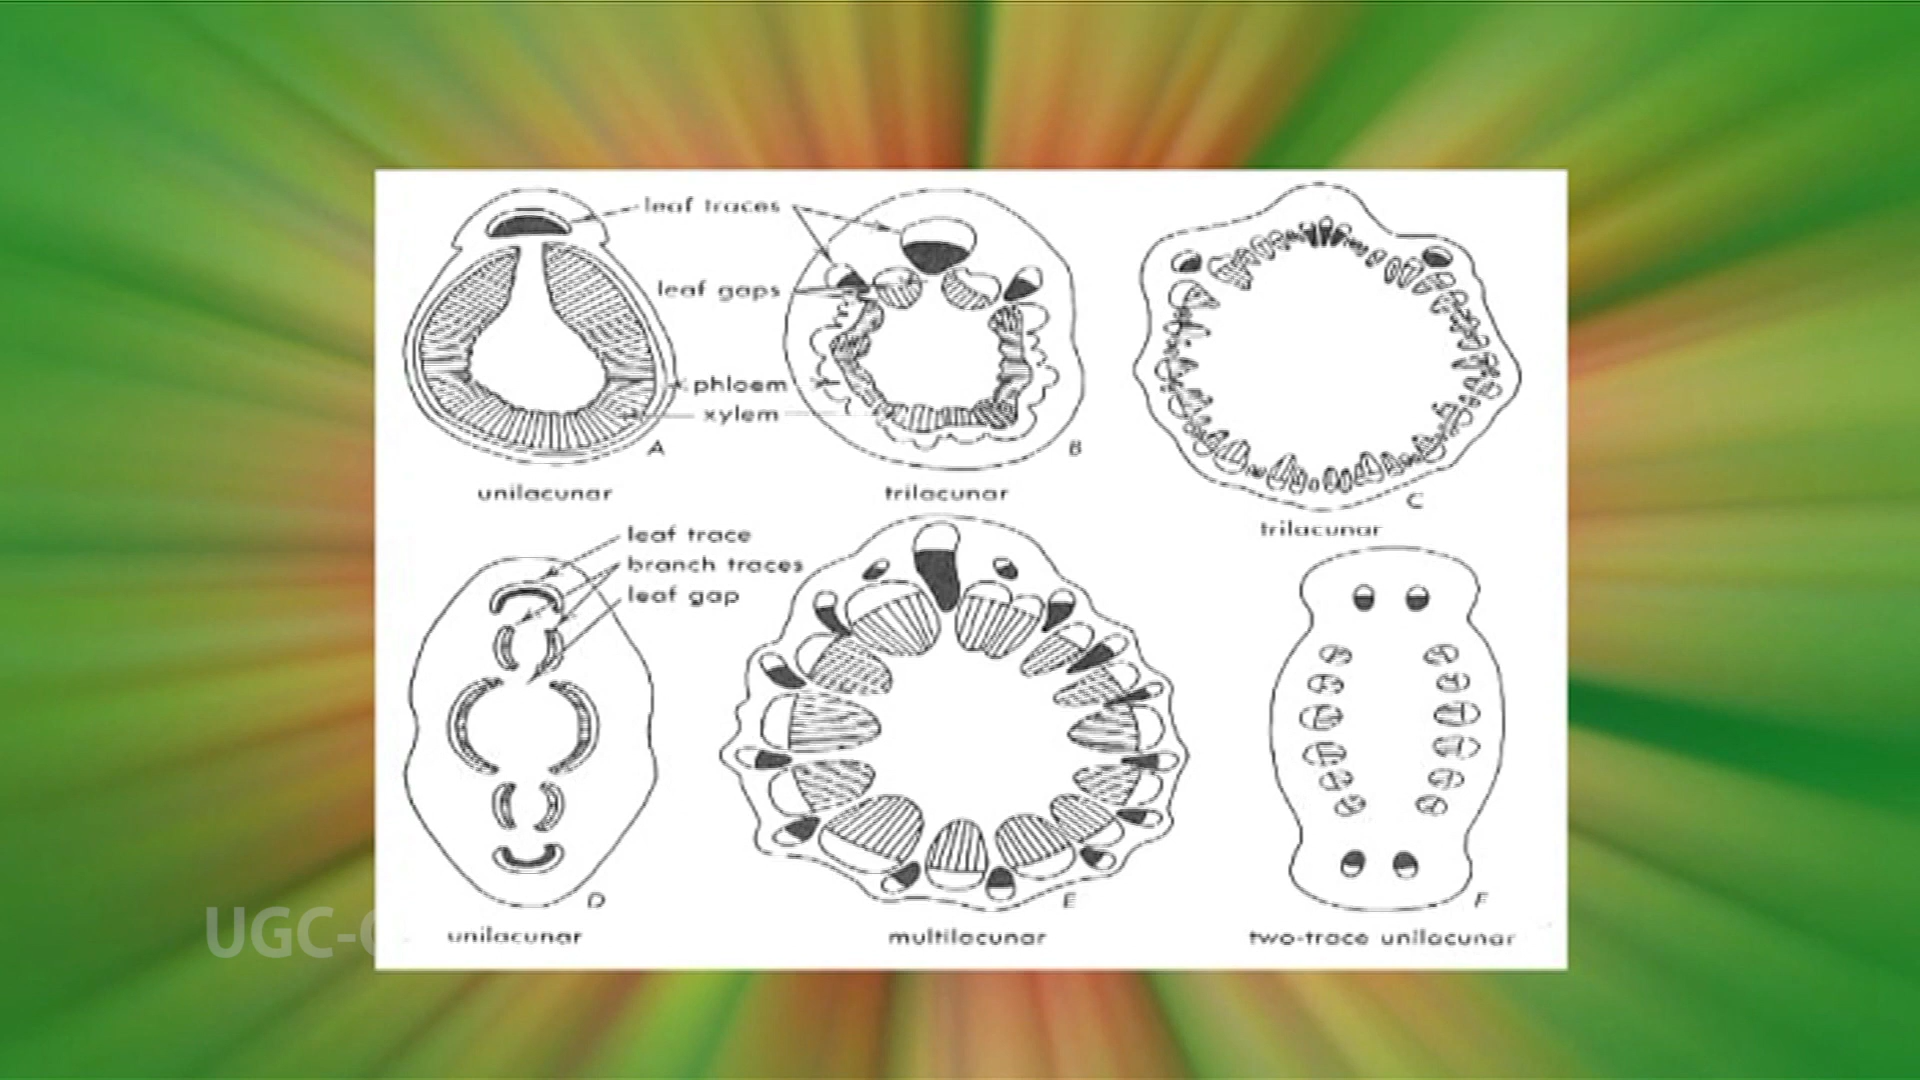 leaf traces
leaf gaps
phloem
xylem
A
B
C
unilacunar
trilacunar
trilacunar
leaf trace
branch traces
leaf gap
D
E
F
unilacunar
multilacunar
two-trace unilacunar
UGC-